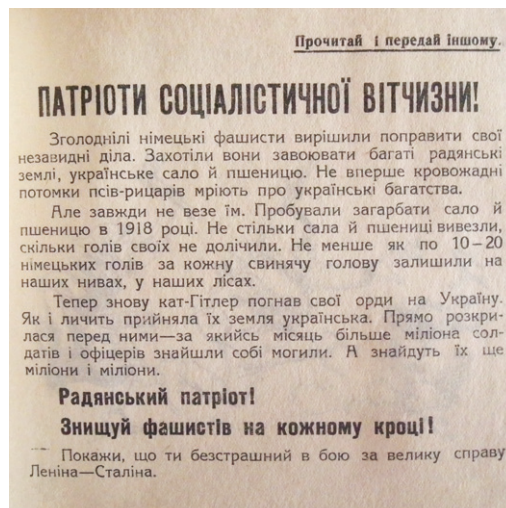 Прочитай і передай іншому.
ПАТРІОТИ СОЦІАЛІСТИЧНОЇ ВІТЧИЗНИ!
Зголоднілі німецькі фашисти вирішили поправити свої
незавидні діла. Захотіли вони завоювати багаті радянські
землі, українське сало й пшеницю. Не вперше кровожадні
потомки псів-рицарів мріють про українські багатства.
Але завжди не везе їм. Пробували загарбати сало й
пшеницю в 1918 році. Не стільки сала й пшениці вивезли,
скільки голів своїх не долічили. Не менше як по 10—20
німецьких голів за кожну свинячу голову залишили на
наших нивах, у наших лісах.
Тепер знову кат-Гітлер погнав свої орди на Україну.
Як і личить прийняла їх земля українська. Прямо розкри-
лася перед ними—за якийсь місяць більше міліона сол-
датів і офіцерів знайшли собі могили. А знайдуть їх ще
міліони і міліони.
Радянський патріот!
Знищуй фашистів на кожному кроці!
Покажи, що ти безстрашний в бою за велику справу
Леніна—Сталіна.